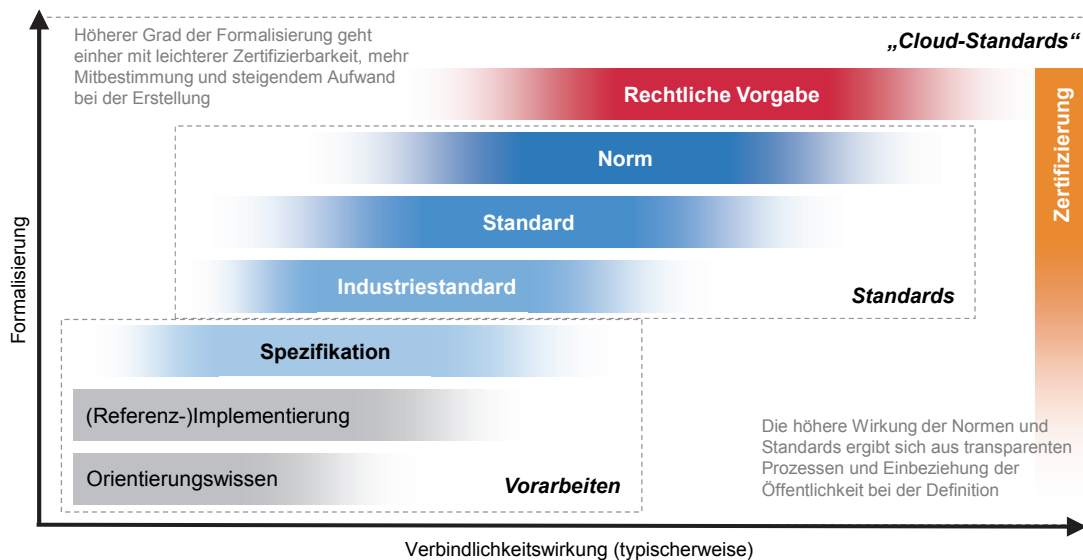 Höherer Grad der Formalisierung geht
einher mit leichterer Zertifizierbarkeit, mehr
Mitbestimmung und steigendem Aufwand
bei der Erstellung
„Cloud-Standards“
Rechtliche Vorgabe
Norm
Standard
Industriestandard
Standards
Spezifikation
(Referenz-)Implementierung
Orientierungswissen
Vorarbeiten
Die höhere Wirkung der Normen und
Standards ergibt sich aus transparenten
Prozessen und Einbeziehung der
Öffentlichkeit bei der Definition
Zertifizierung
Formalisierung
Verbindlichkeitswirkung (typischerweise)